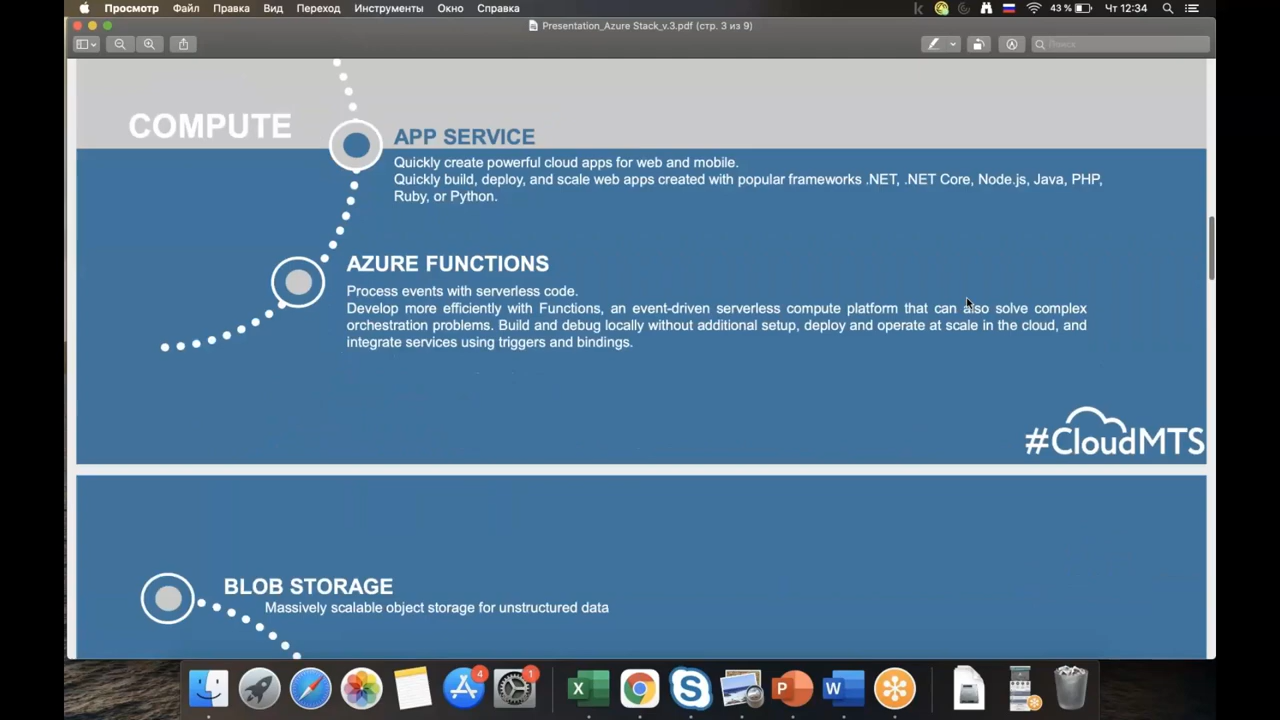 Просмотр Файл Правка Вид Переход Инструменты Окно Справка 43 % Чт 12:34
Presentation_Azure Stack_v.3.pdf (стр. 3 из 9)
Поиск
COMPUTE
APP SERVICE
Quickly create powerful cloud apps for web and mobile.
Quickly build, deploy, and scale web apps created with popular frameworks .NET, .NET Core, Node.js, Java, PHP,
Ruby, or Python.
AZURE FUNCTIONS
Process events with serverless code.
Develop more efficiently with Functions, an event-driven serverless compute platform that can also solve complex
orchestration problems. Build and debug locally without additional setup, deploy and operate at scale in the cloud, and
integrate services using triggers and bindings.
#CloudMTS
BLOB STORAGE
Massively scalable object storage for unstructured data
4 1
X S P W